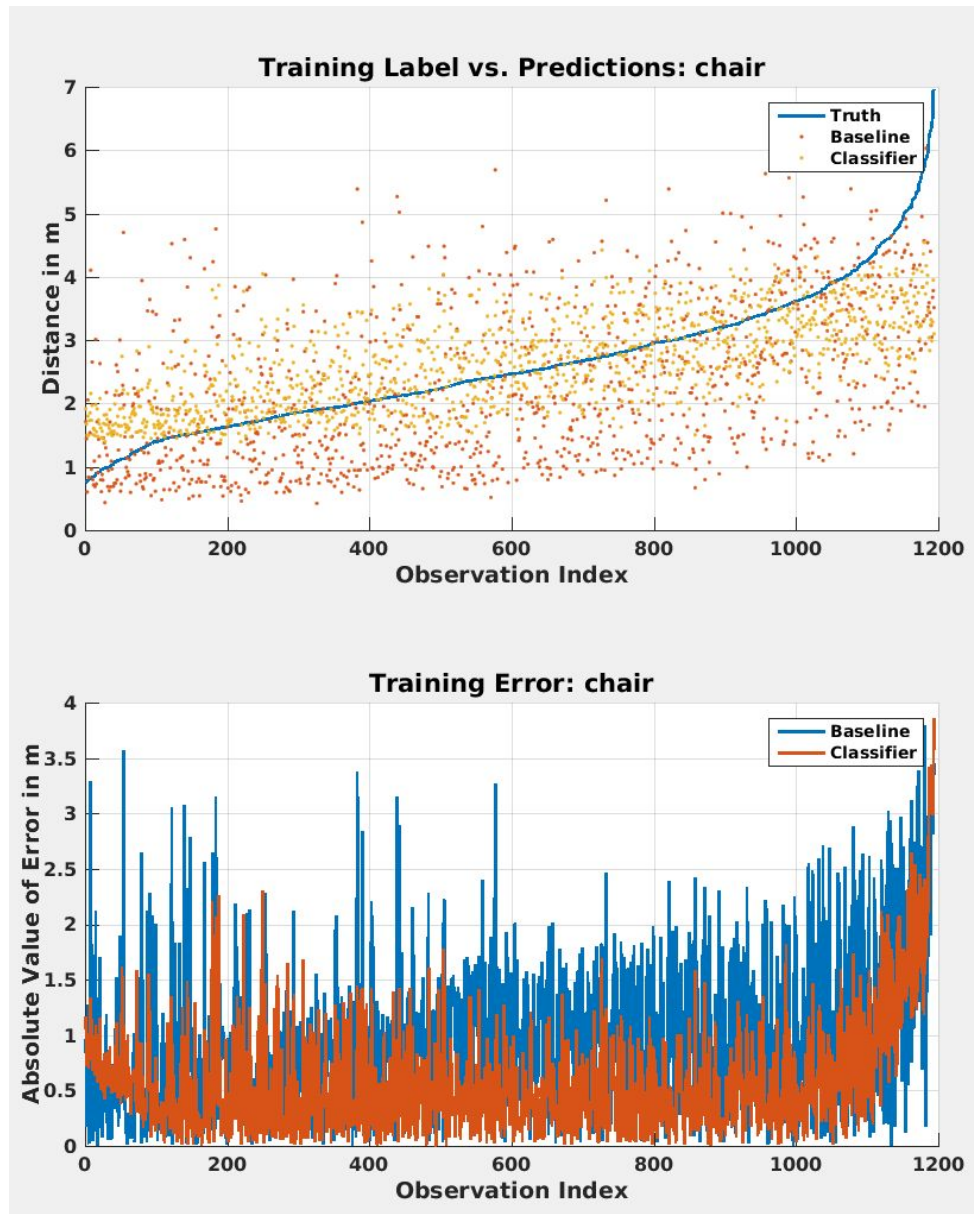 Training Label vs. Predictions: chair
7
6
5
4
3
2
1
0
Distance in m
Truth
Baseline
Classifier
0 200 400 600 800 1000 1200
Observation Index
Training Error: chair
4
3.5
3
2.5
2
1.5
1
0.5
0
Absolute Value of Error in m
Baseline
Classifier
0 200 400 600 800 1000 1200
Observation Index